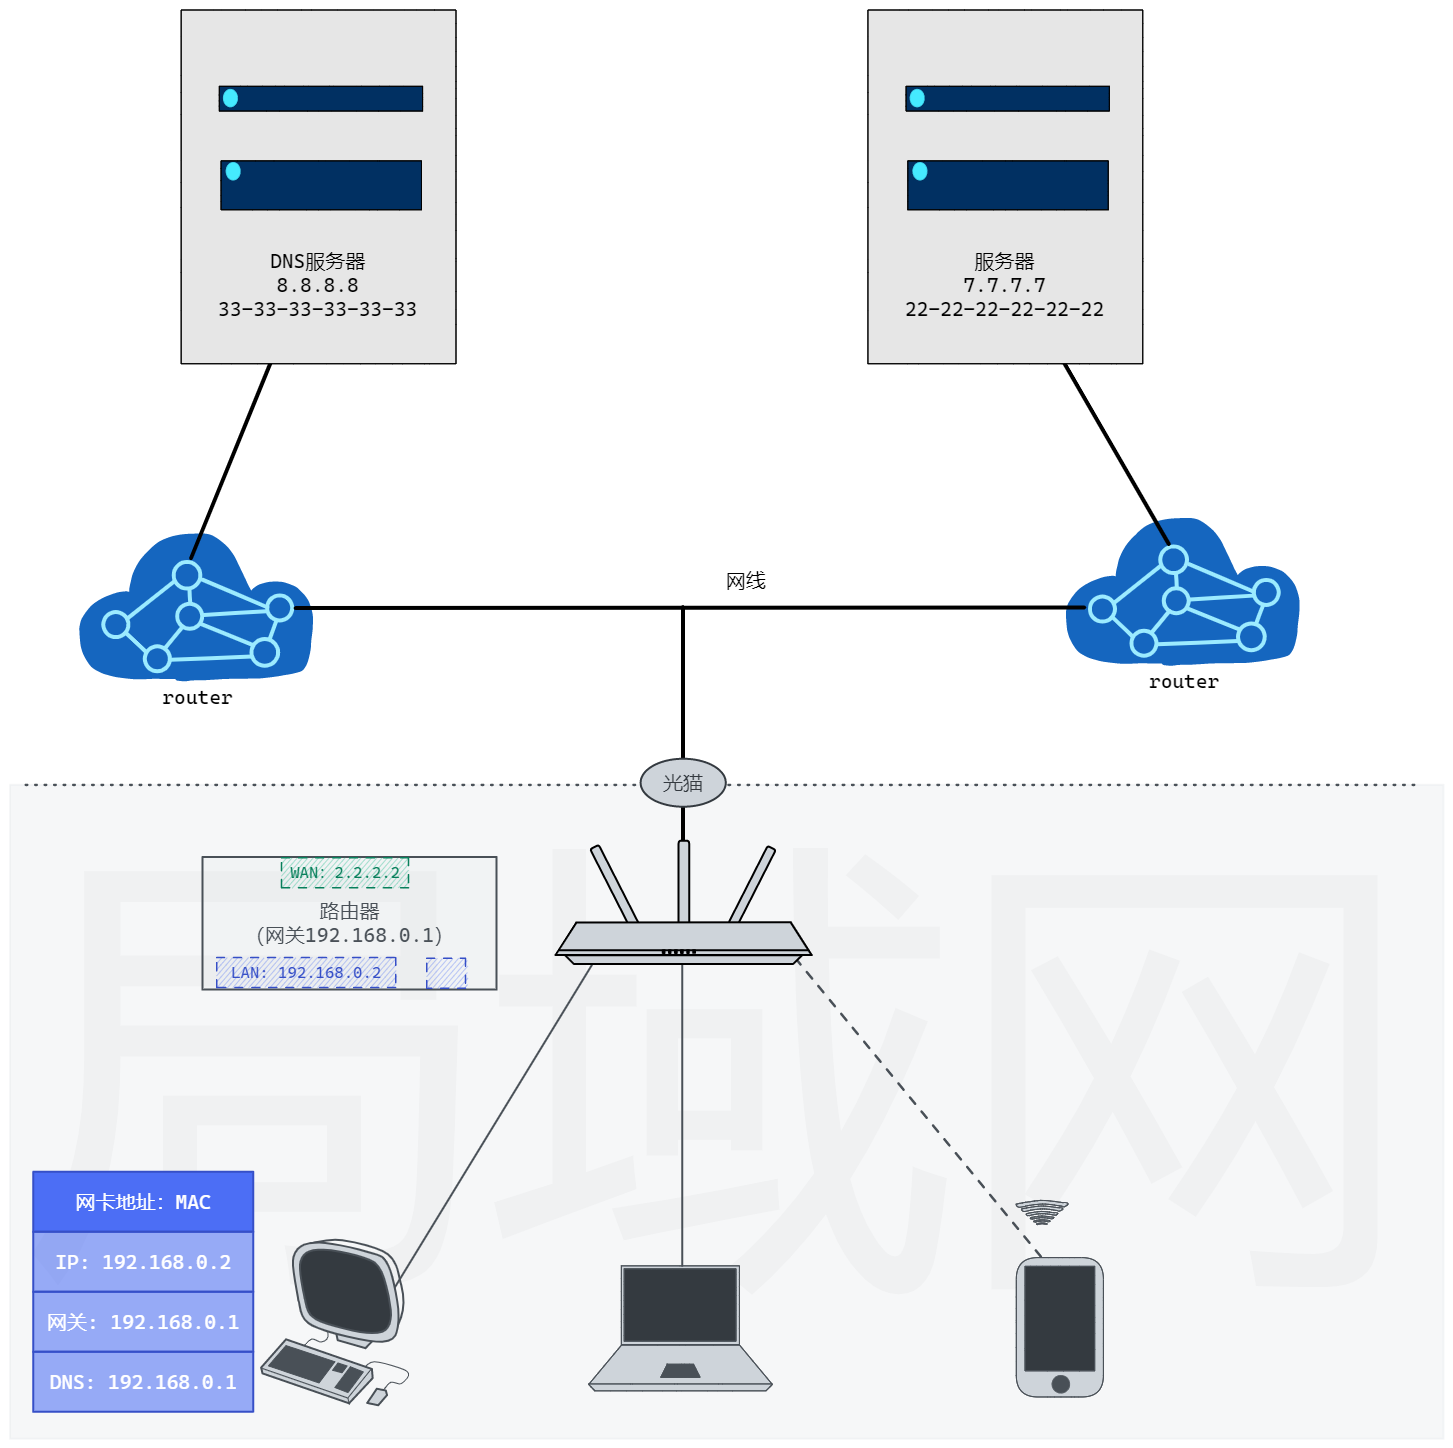 DNS服务器
8.8.8.8
33-33-33-33-33-33
服务器
7.7.7.7
22-22-22-22-22-22
网线
router
router
光猫
WAN: 2.2.2.2
路由器
(网关192.168.0.1)
LAN: 192.168.0.2
局域网
网卡地址: MAC
IP: 192.168.0.2
网关: 192.168.0.1
DNS: 192.168.0.1